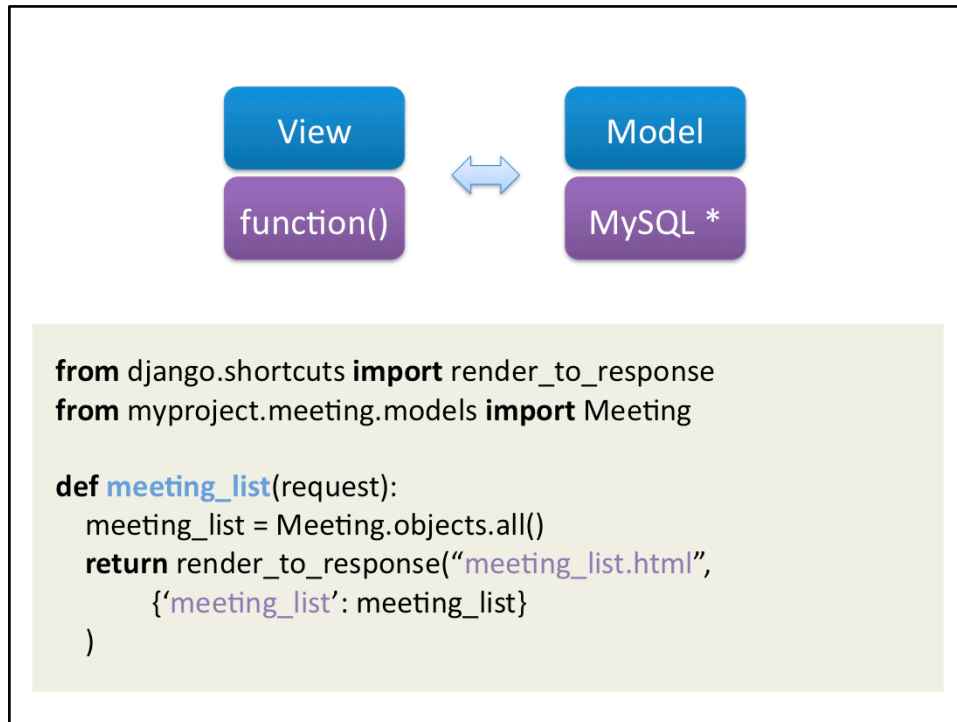 View
Model
function()
MySQL *
from django.shortcuts import render_to_response
from myproject.meeting.models import Meeting
def meeting_list(request):
meeting_list = Meeting.objects.all()
return render_to_response(“meeting_list.html”,
{‘meeting_list’: meeting_list}
)